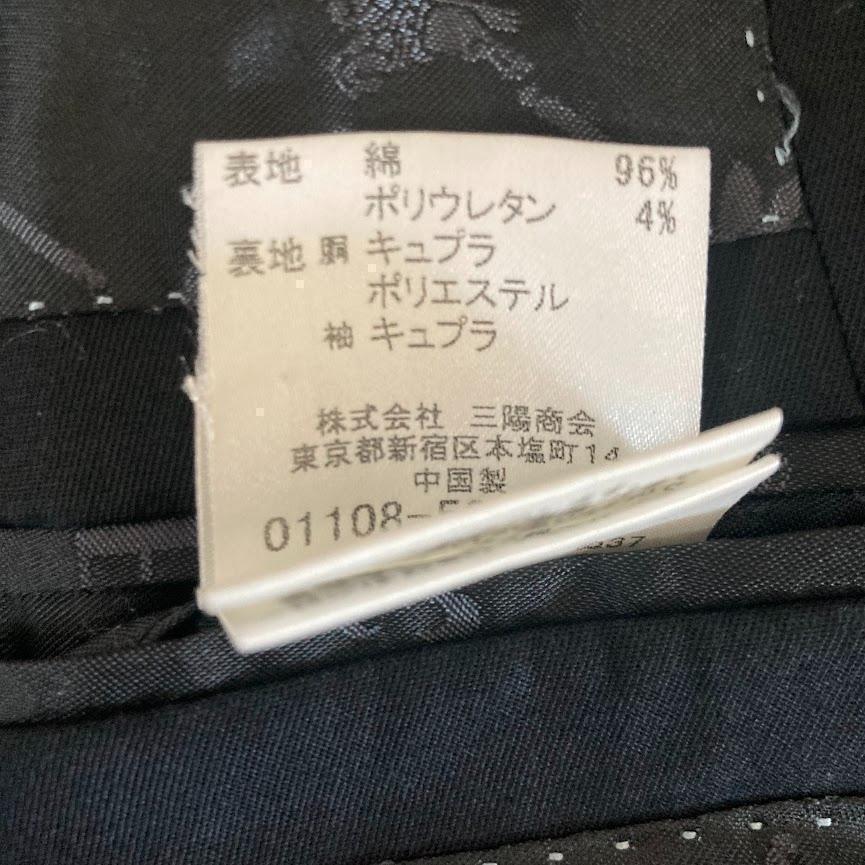 表地 綿 96%
ポリウレタン 4%
裏地 胴 キュプラ
ポリエステル
袖 キュプラ
株式会社 三陽商会
東京都新宿区本塩町14
中国製
01108-
37